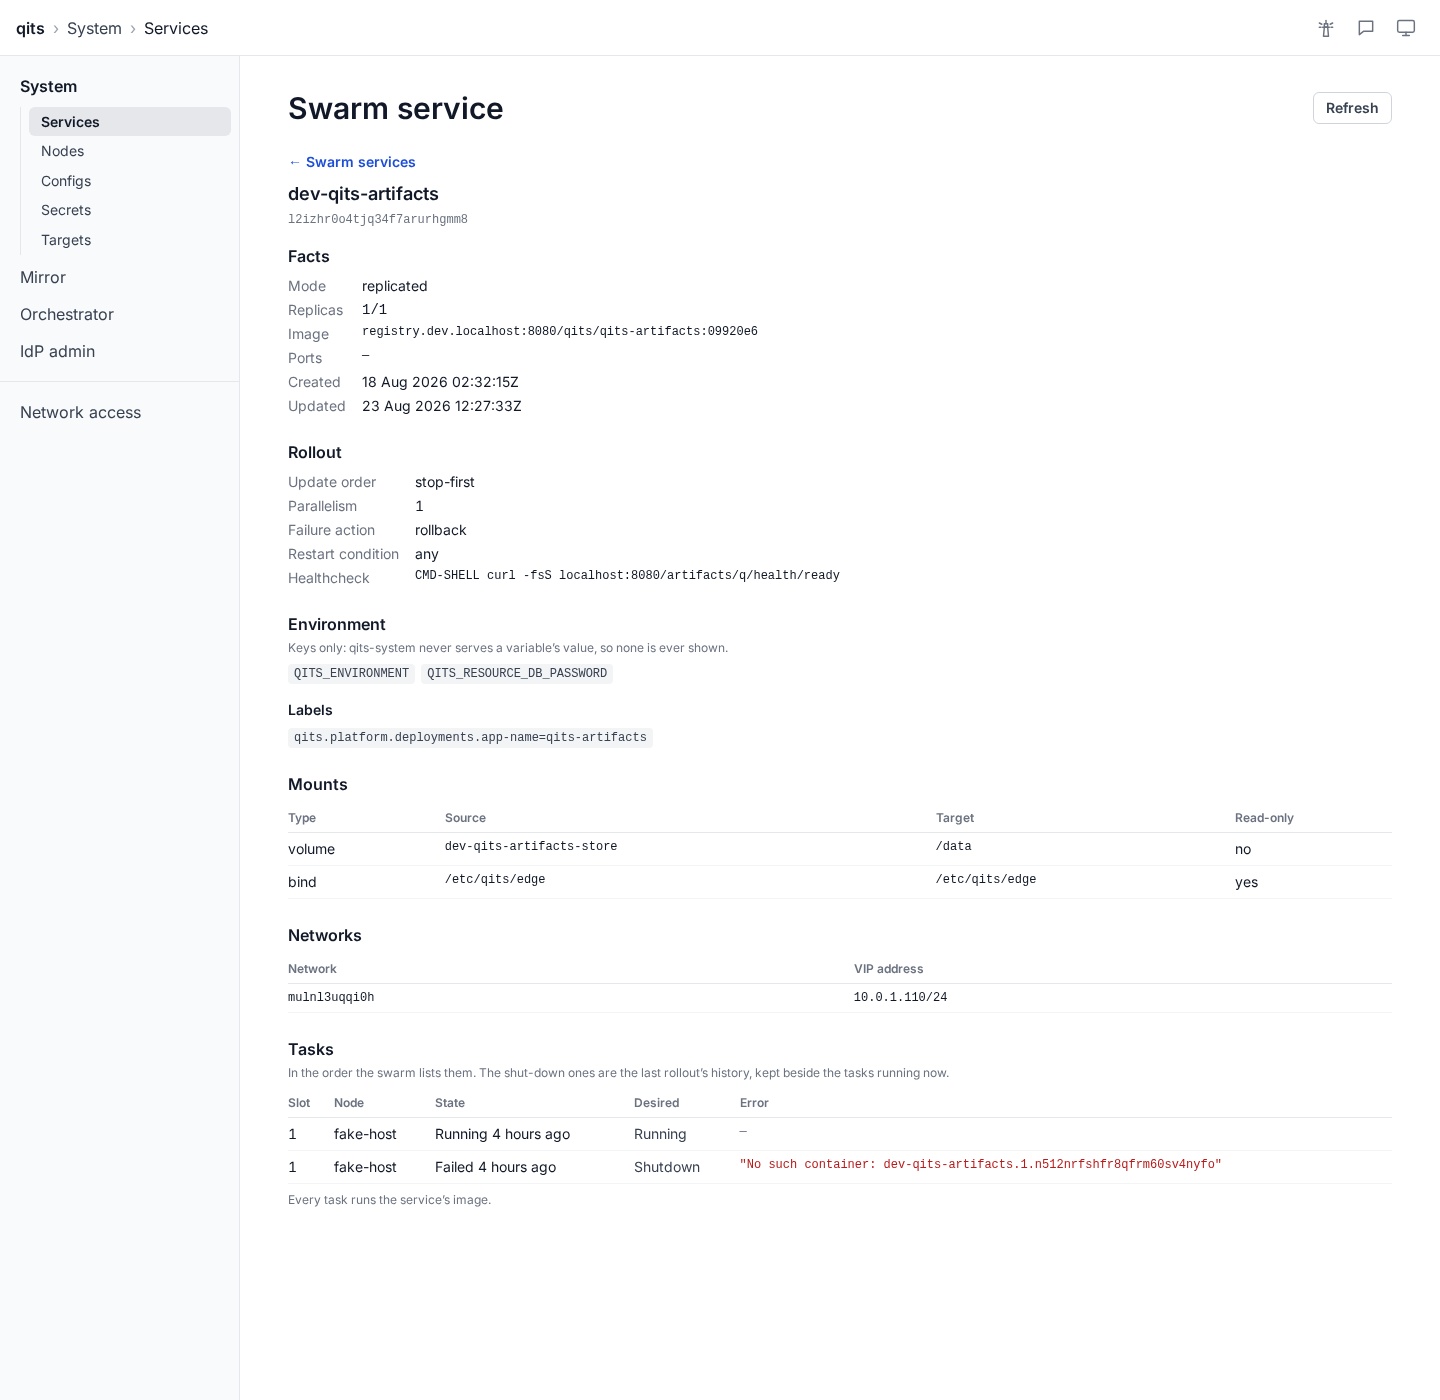 qits › System › Services
System
Services
Nodes
Configs
Secrets
Targets
Mirror
Orchestrator
IdP admin
Network access
Swarm service
Refresh
← Swarm services
dev-qits-artifacts
l2izhr0o4tjq34f7arurhgmm8
Facts
Mode replicated
Replicas 1/1
Image registry.dev.localhost:8080/qits/qits-artifacts:09920e6
Ports —
Created 18 Aug 2026 02:32:15Z
Updated 23 Aug 2026 12:27:33Z
Rollout
Update order stop-first
Parallelism 1
Failure action rollback
Restart condition any
Healthcheck CMD-SHELL curl -fsS localhost:8080/artifacts/q/health/ready
Environment
Keys only: qits-system never serves a variable’s value, so none is ever shown.
QITS_ENVIRONMENT QITS_RESOURCE_DB_PASSWORD
Labels
qits.platform.deployments.app-name=qits-artifacts
Mounts
Type Source Target Read-only
volume dev-qits-artifacts-store /data no
bind /etc/qits/edge /etc/qits/edge yes
Networks
Network VIP address
mulnl3uqqi0h 10.0.1.110/24
Tasks
In the order the swarm lists them. The shut-down ones are the last rollout’s history, kept beside the tasks running now.
Slot Node State Desired Error
1 fake-host Running 4 hours ago Running —
1 fake-host Failed 4 hours ago Shutdown "No such container: dev-qits-artifacts.1.n512nrfshfr8qfrm60sv4nyfo"
Every task runs the service’s image.